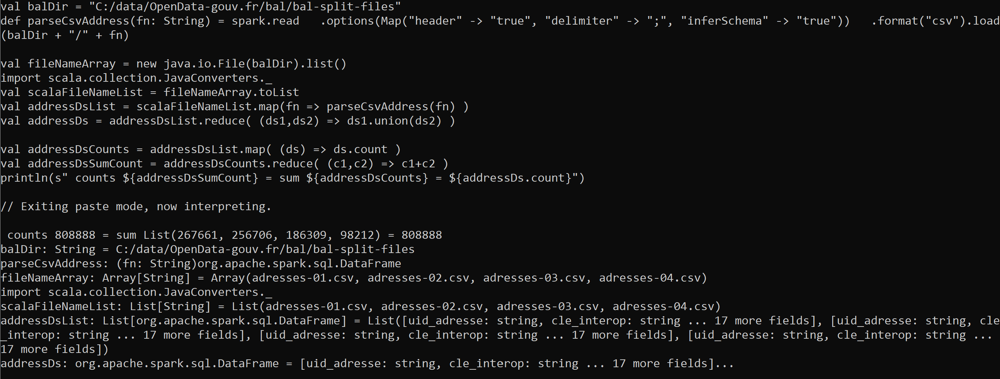 val balDir = "C:/data/OpenData-gouv.fr/bal/bal-split-files"
def parseCsvAddress(fn: String) = spark.read   .options(Map("header" -> "true", "delimiter" -> ";", "inferSchema" -> "true"))   .format("csv").load
(balDir + "/" + fn)

val fileNameArray = new java.io.File(balDir).list()
import scala.collection.JavaConverters._
val scalaFileNameList = fileNameArray.toList
val addressDsList = scalaFileNameList.map(fn => parseCsvAddress(fn) )
val addressDs = addressDsList.reduce( (ds1,ds2) => ds1.union(ds2) )

val addressDsCounts = addressDsList.map( (ds) => ds.count )
val addressDsSumCount = addressDsCounts.reduce( (c1,c2) => c1+c2 )
println(s" counts ${addressDsSumCount} = sum ${addressDsCounts} = ${addressDs.count}")

// Exiting paste mode, now interpreting.

 counts 808888 = sum List(267661, 256706, 186309, 98212) = 808888
balDir: String = C:/data/OpenData-gouv.fr/bal/bal-split-files
parseCsvAddress: (fn: String)org.apache.spark.sql.DataFrame
fileNameArray: Array[String] = Array(adresses-01.csv, adresses-02.csv, adresses-03.csv, adresses-04.csv)
import scala.collection.JavaConverters._
scalaFileNameList: List[String] = List(adresses-01.csv, adresses-02.csv, adresses-03.csv, adresses-04.csv)
addressDsList: List[org.apache.spark.sql.DataFrame] = List([uid_adresse: string, cle_interop: string ... 17 more fields], [uid_adresse: string, cle
_interop: string ... 17 more fields], [uid_adresse: string, cle_interop: string ... 17 more fields], [uid_adresse: string, cle_interop: string ...
17 more fields])
addressDs: org.apache.spark.sql.DataFrame = [uid_adresse: string, cle_interop: string ... 17 more fields]...